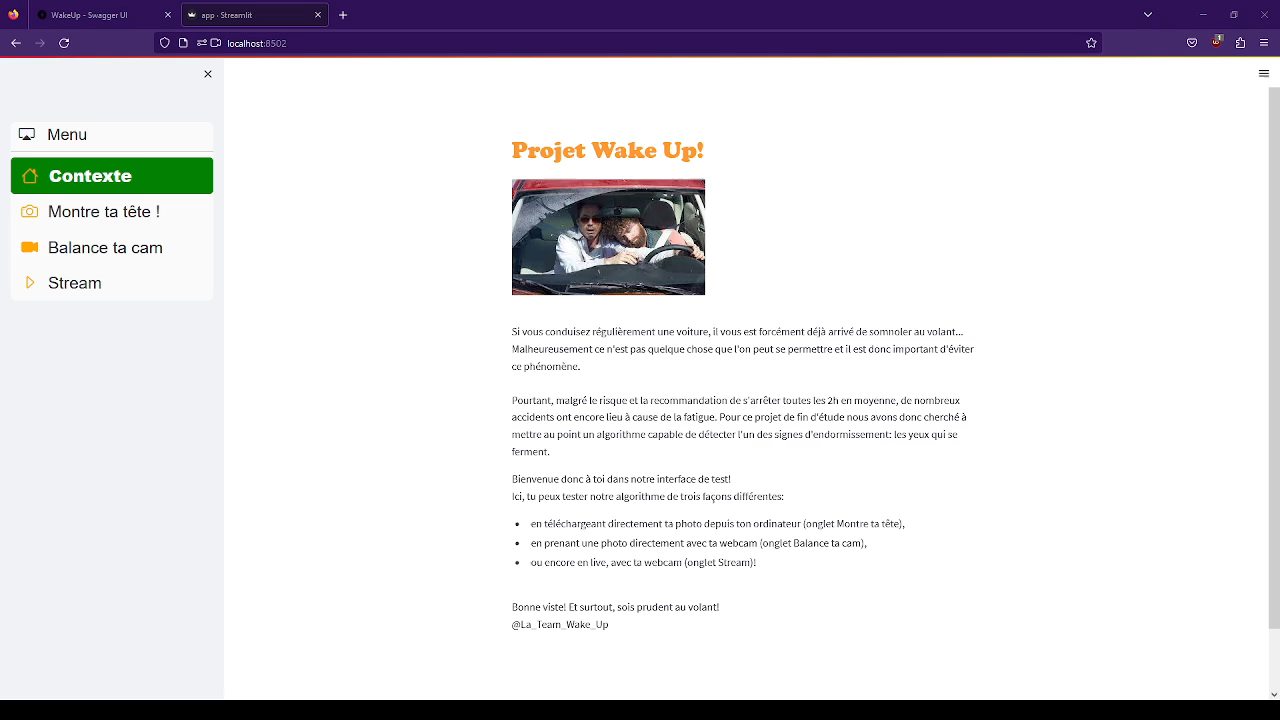 WakeUp - Swagger UI
app · Streamlit
localhost:8502
1
Menu
Contexte
Montre ta tête !
Balance ta cam
Stream
Projet Wake Up!
Si vous conduisez régulièrement une voiture, il vous est forcément déjà arrivé de somnoler au volant...
Malheureusement ce n'est pas quelque chose que l'on peut se permettre et il est donc important d'éviter
ce phénomène.
Pourtant, malgré le risque et la recommandation de s'arrêter toutes les 2h en moyenne, de nombreux
accidents ont encore lieu à cause de la fatigue. Pour ce projet de fin d'étude nous avons donc cherché à
mettre au point un algorithme capable de détecter l'un des signes d'endormissement: les yeux qui se
ferment.
Bienvenue donc à toi dans notre interface de test!
Ici, tu peux tester notre algorithme de trois façons différentes:
• en téléchargeant directement ta photo depuis ton ordinateur (onglet Montre ta tête),
• en prenant une photo directement avec ta webcam (onglet Balance ta cam),
• ou encore en live, avec ta webcam (onglet Stream)!
Bonne viste! Et surtout, sois prudent au volant!
@La_Team_Wake_Up